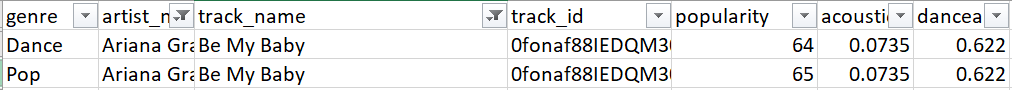 genre artist_n track_name track_id popularity acousti dancea
Dance Ariana Gra Be My Baby 0fonaf88IEDQM3 64 0.0735 0.622
Pop Ariana Gra Be My Baby 0fonaf88IEDQM3 65 0.0735 0.622